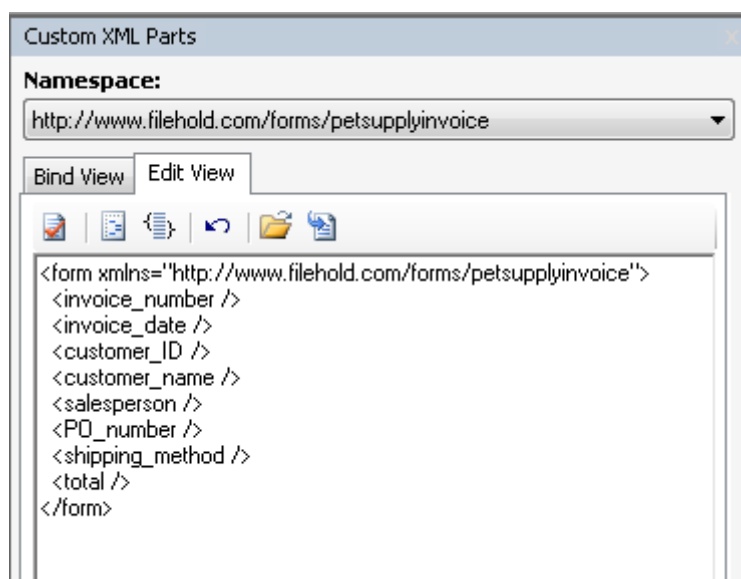 Custom XML Parts
Namespace:
http://www.filehold.com/forms/petsupplyinvoice
Bind View Edit View
<form xmlns="http://www.filehold.com/forms/petsupplyinvoice">
<invoice_number />
<invoice_date />
<customer_ID />
<customer_name />
<salesperson />
<PO_number />
<shipping_method />
<total />
</form>